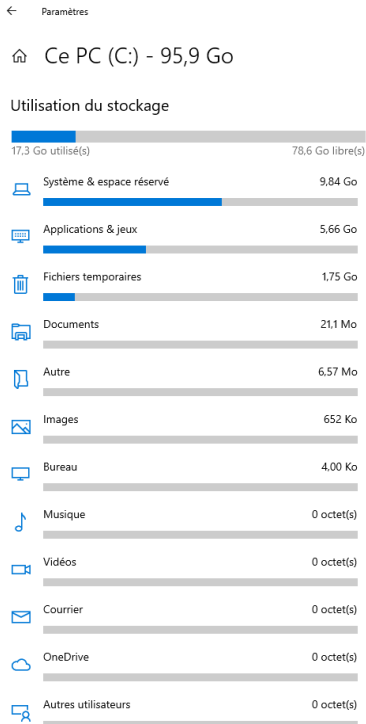 Paramètres
Ce PC (C:) - 95,9 Go
Utilisation du stockage
17,3 Go utilisé(s) 78,6 Go libre(s)
Système & espace réservé 9,84 Go
Applications & jeux 5,66 Go
Fichiers temporaires 1,75 Go
Documents 21,1 Mo
Autre 6,57 Mo
Images 652 Ko
Bureau 4,00 Ko
Musique 0 octet(s)
Vidéos 0 octet(s)
Courrier 0 octet(s)
OneDrive 0 octet(s)
Autres utilisateurs 0 octet(s)